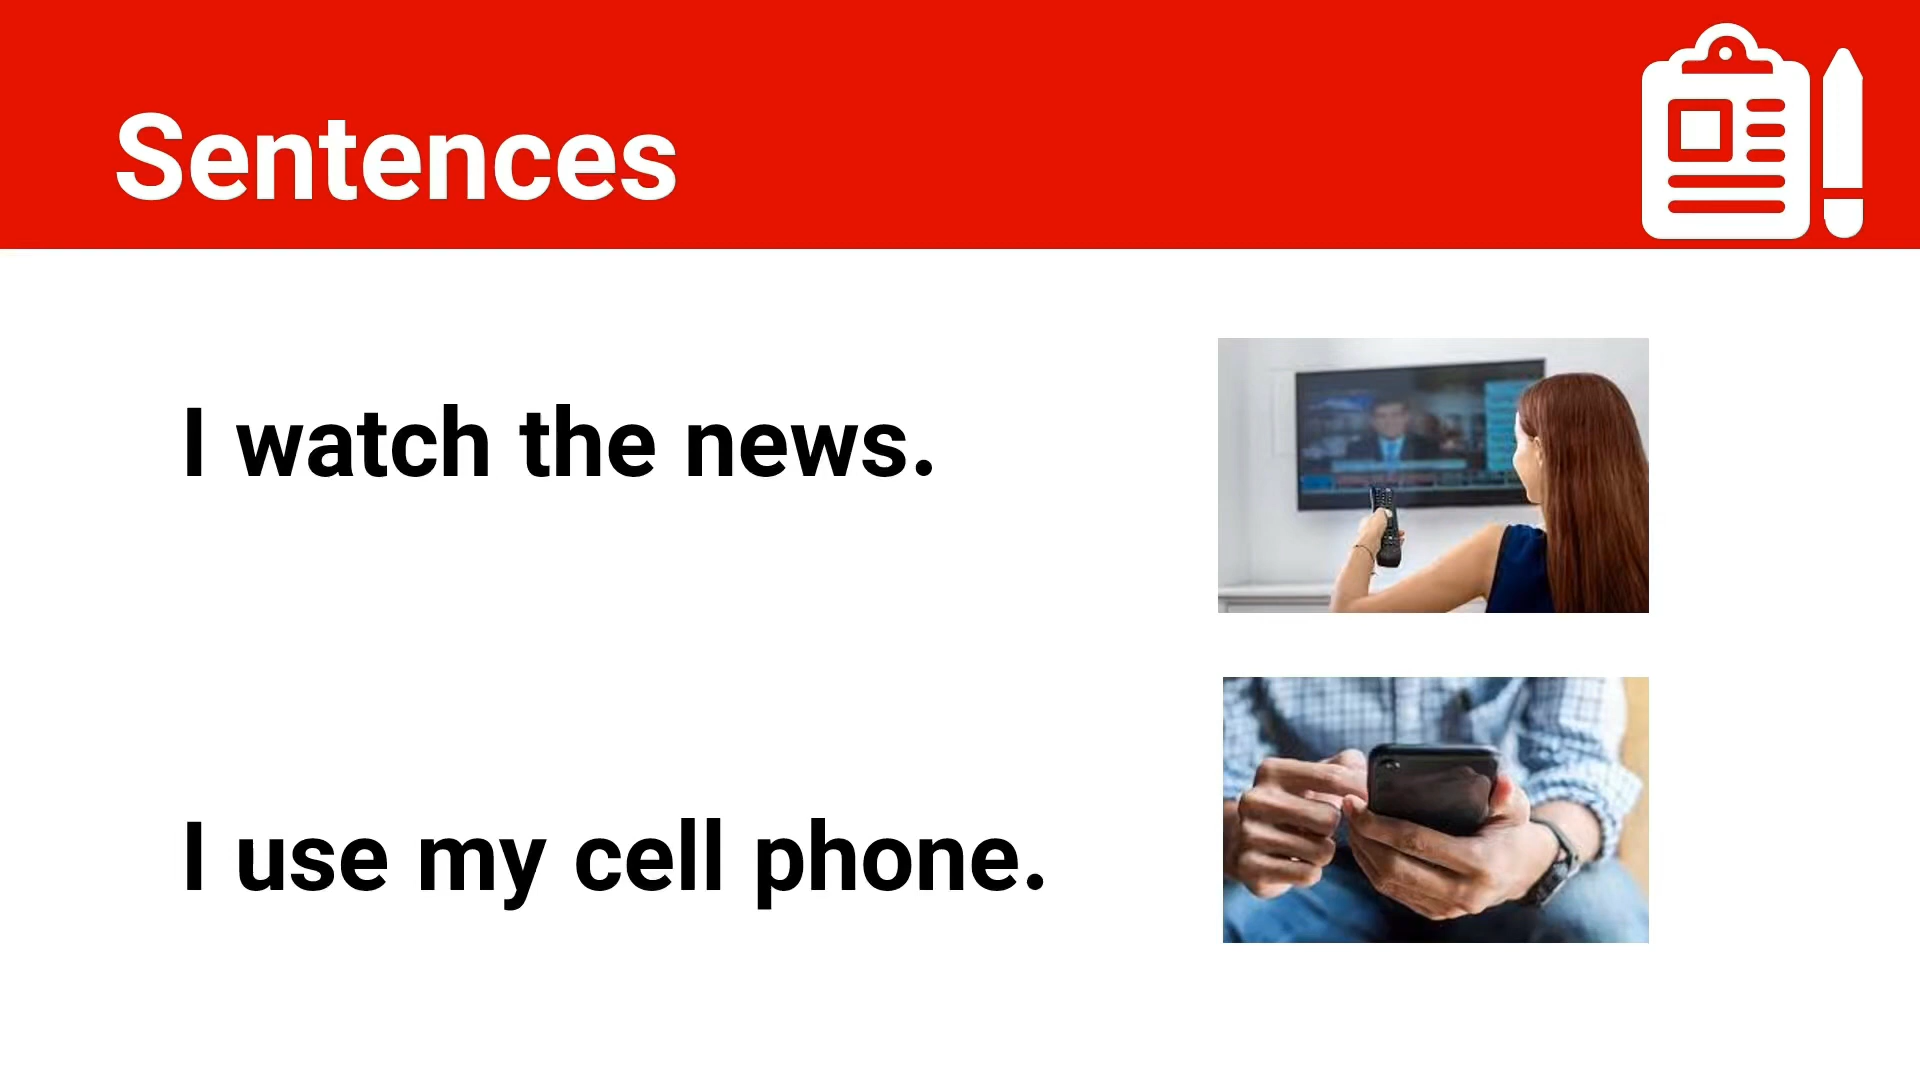 Sentences
I watch the news.
I use my cell phone.